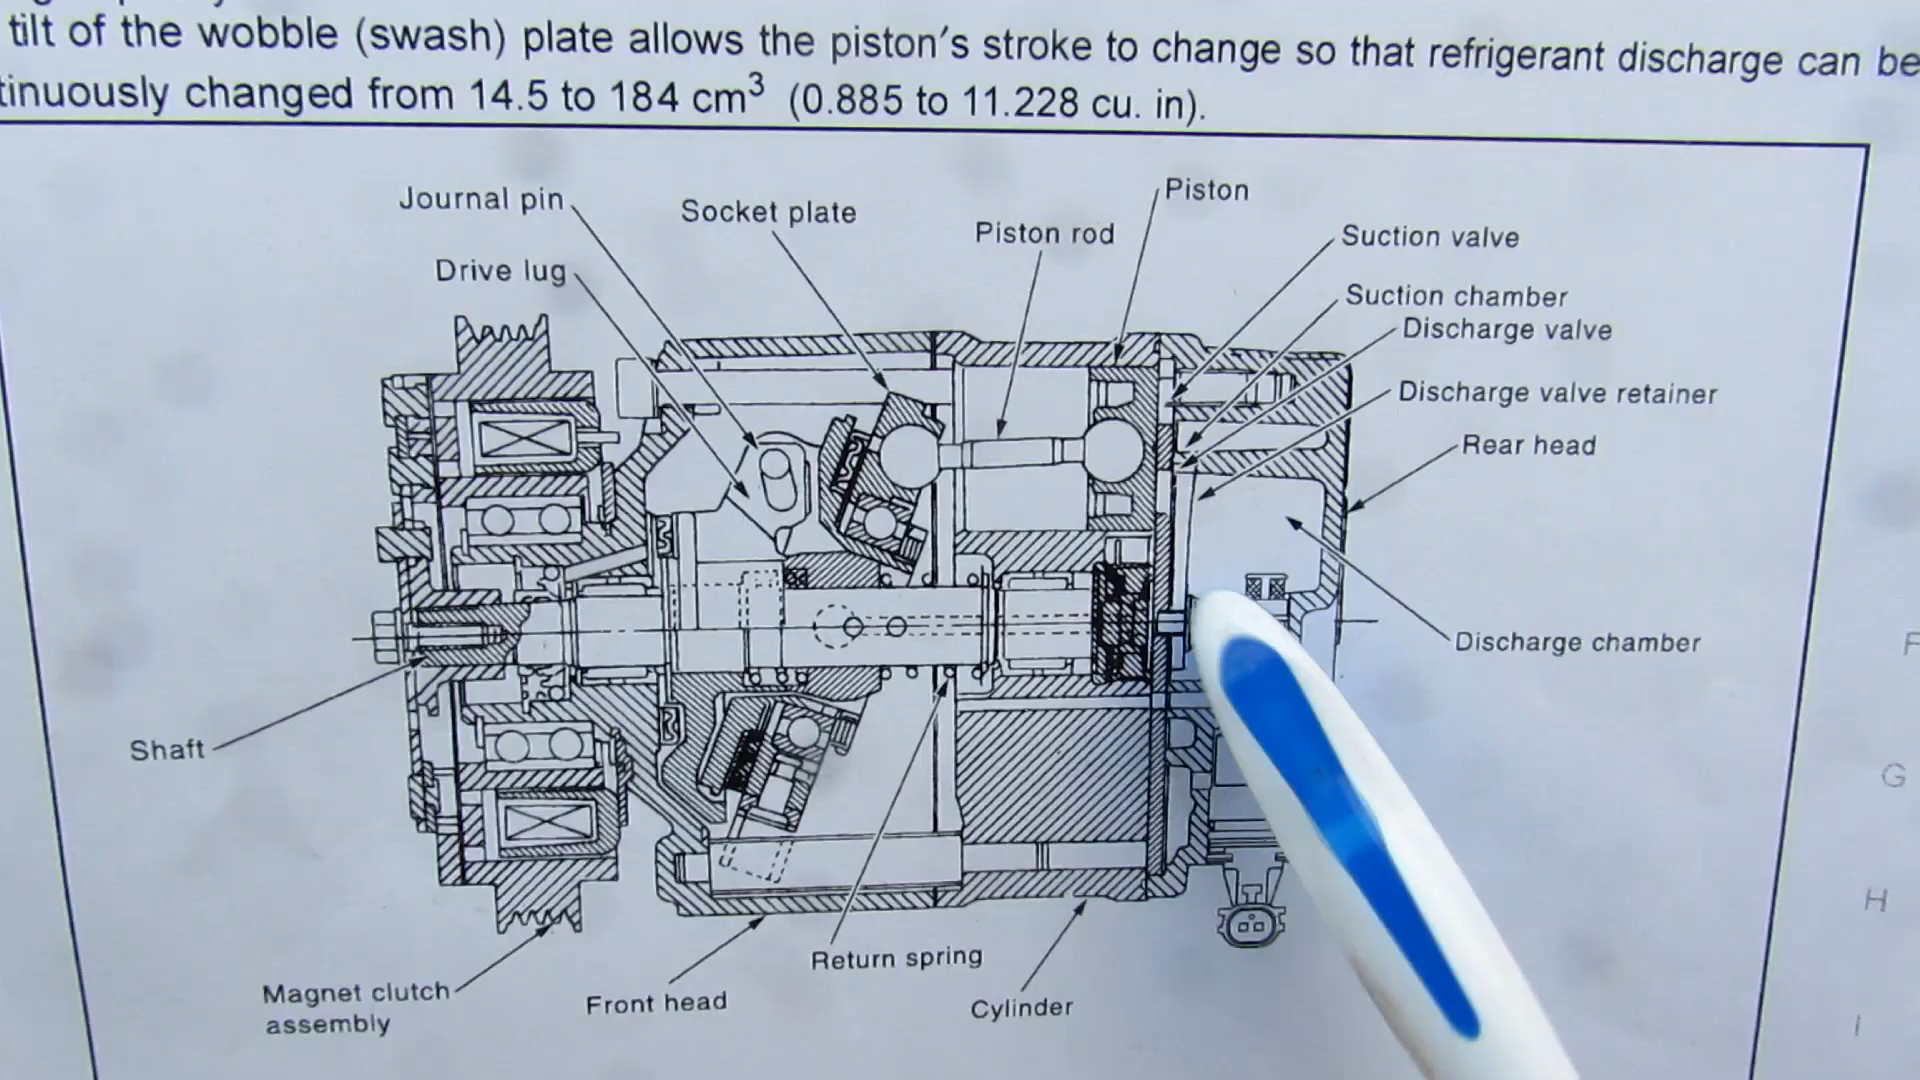 tilt of the wobble (swash) plate allows the piston's stroke to change so that refrigerant discharge can be
tinuously changed from 14.5 to 184 cm³ (0.885 to 11.228 cu. in).
Journal pin
Socket plate
Piston
Piston rod
Suction valve
Drive lug
Suction chamber
Discharge valve
Discharge valve retainer
Rear head
Discharge chamber
Shaft
Return spring
Magnet clutch
assembly
Front head
Cylinder
F
G
H
I